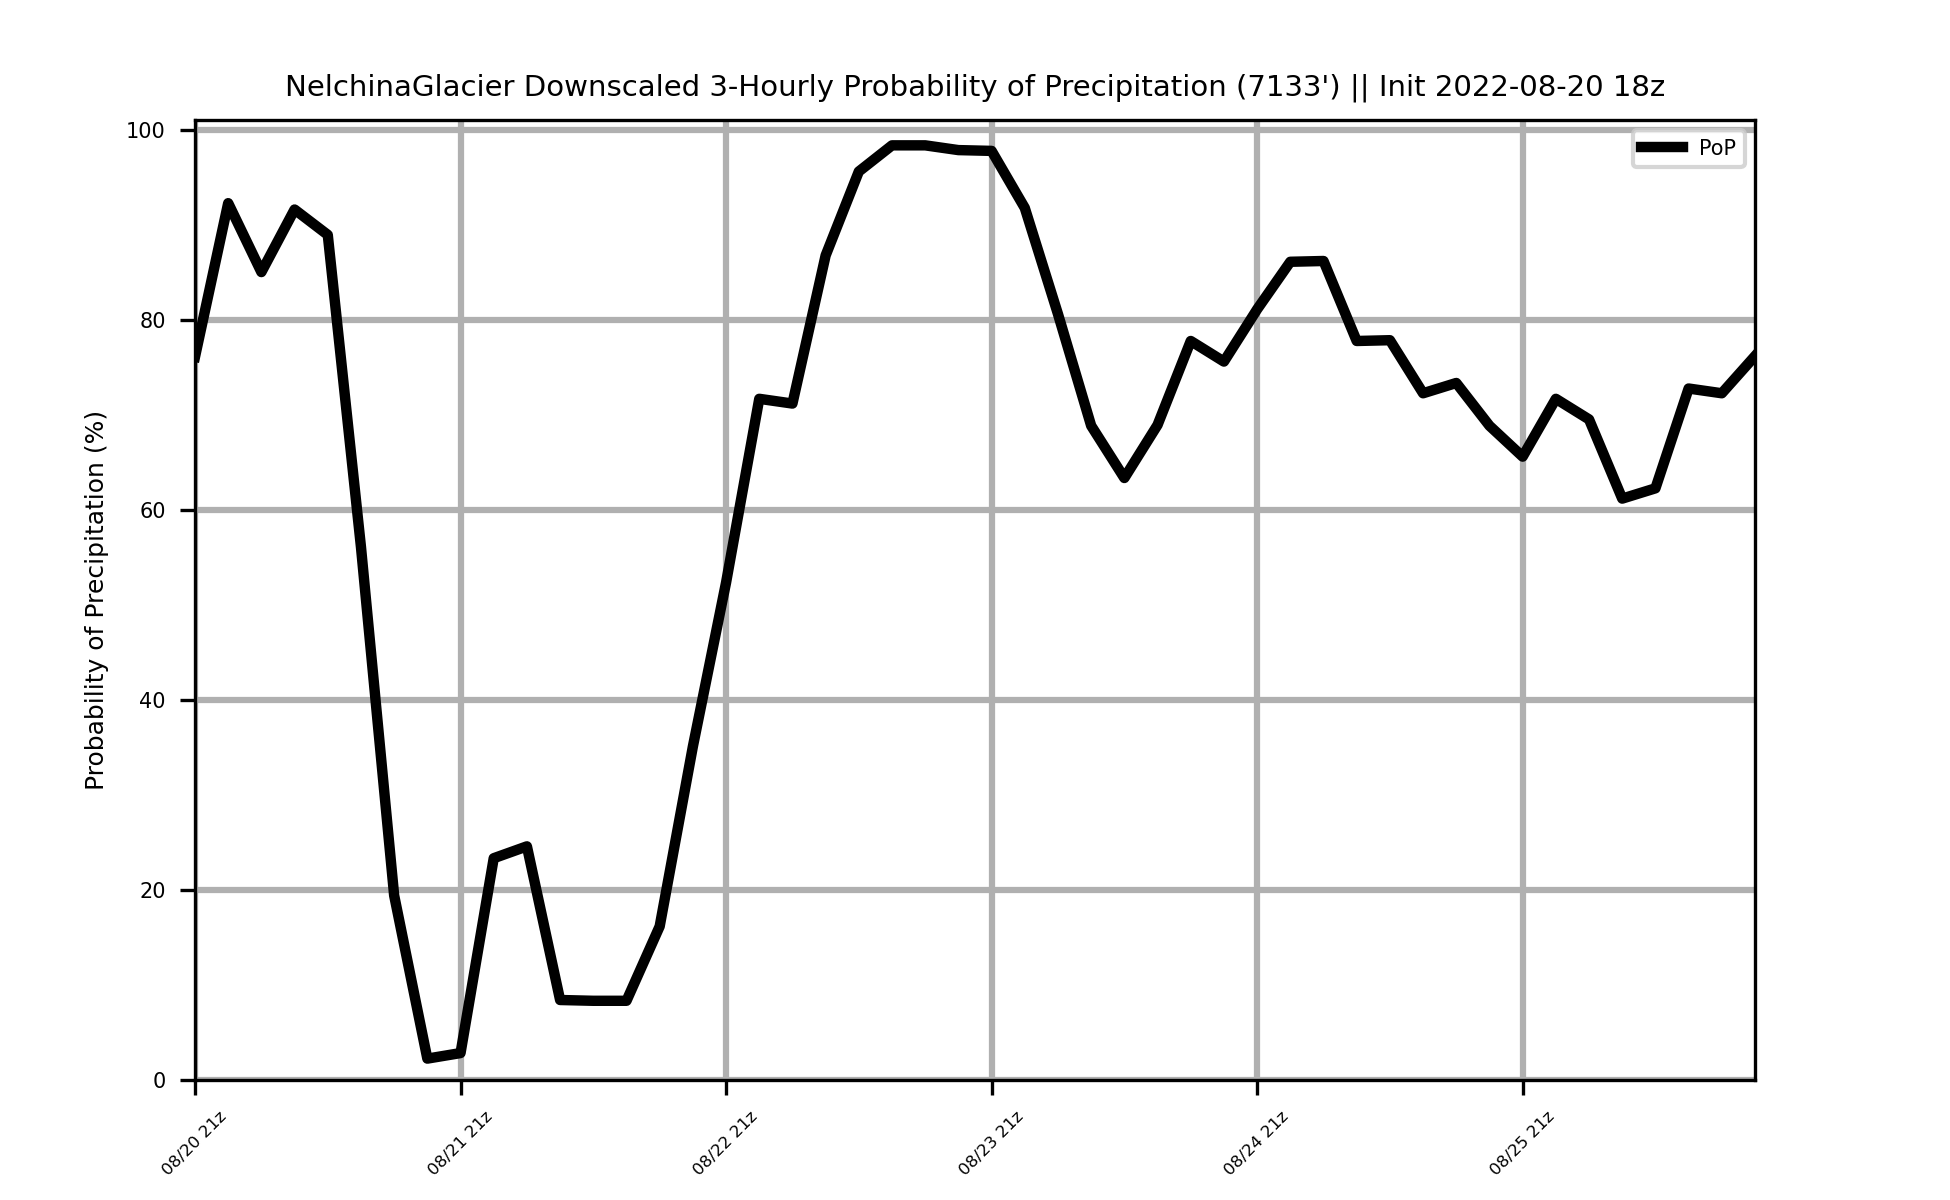 NelchinaGlacier Downscaled 3-Hourly Probability of Precipitation (7133') || Init 2022-08-20 18z
PoP
Probability of Precipitation (%)
100
80
60
40
20
0
08/20 21z
08/21 21z
08/22 21z
08/23 21z
08/24 21z
08/25 21z